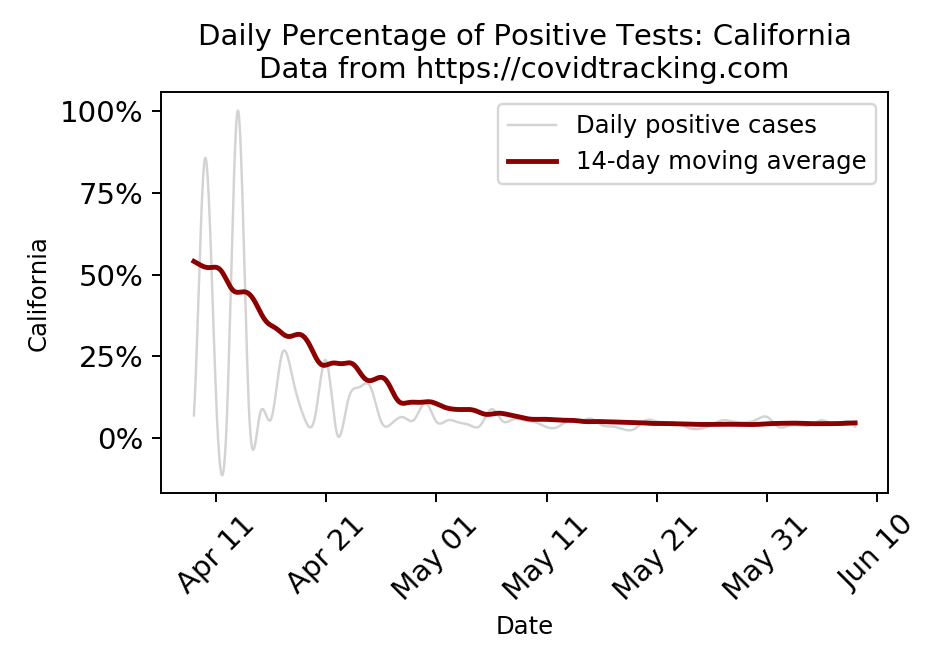 Daily Percentage of Positive Tests: California
Data from https://covidtracking.com
100%
75%
50%
25%
0%
California
Daily positive cases
14-day moving average
Apr 11
Apr 21
May 01
May 11
May 21
May 31
Jun 10
Date